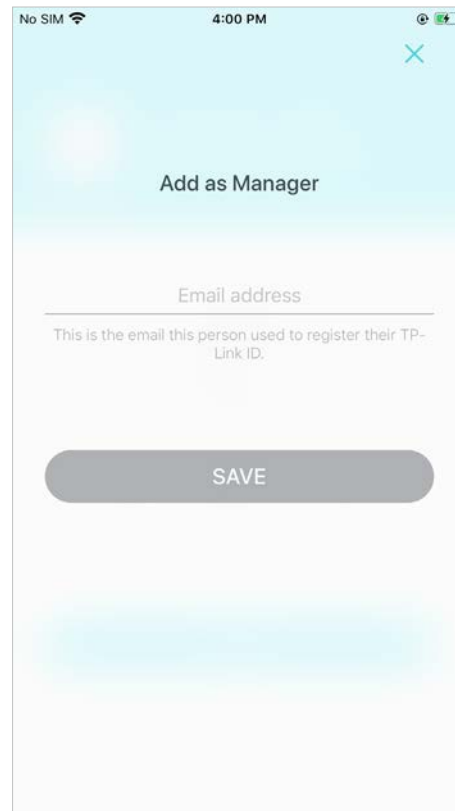 No SIM 4:00 PM
Add as Manager
Email address
This is the email this person used to register their TP-
Link ID.
SAVE